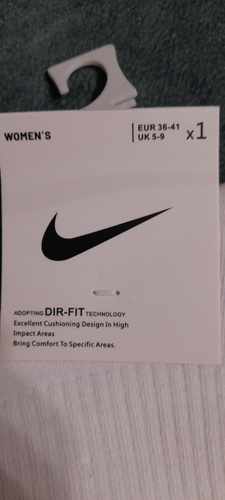 WOMEN'S
EUR 36-41
UK 5-9
x1
ADOPTING DIR-FIT TECHNOLOGY
Excellent Cushioning Design In High
Impact Areas
Bring Comfort To Specific Areas.